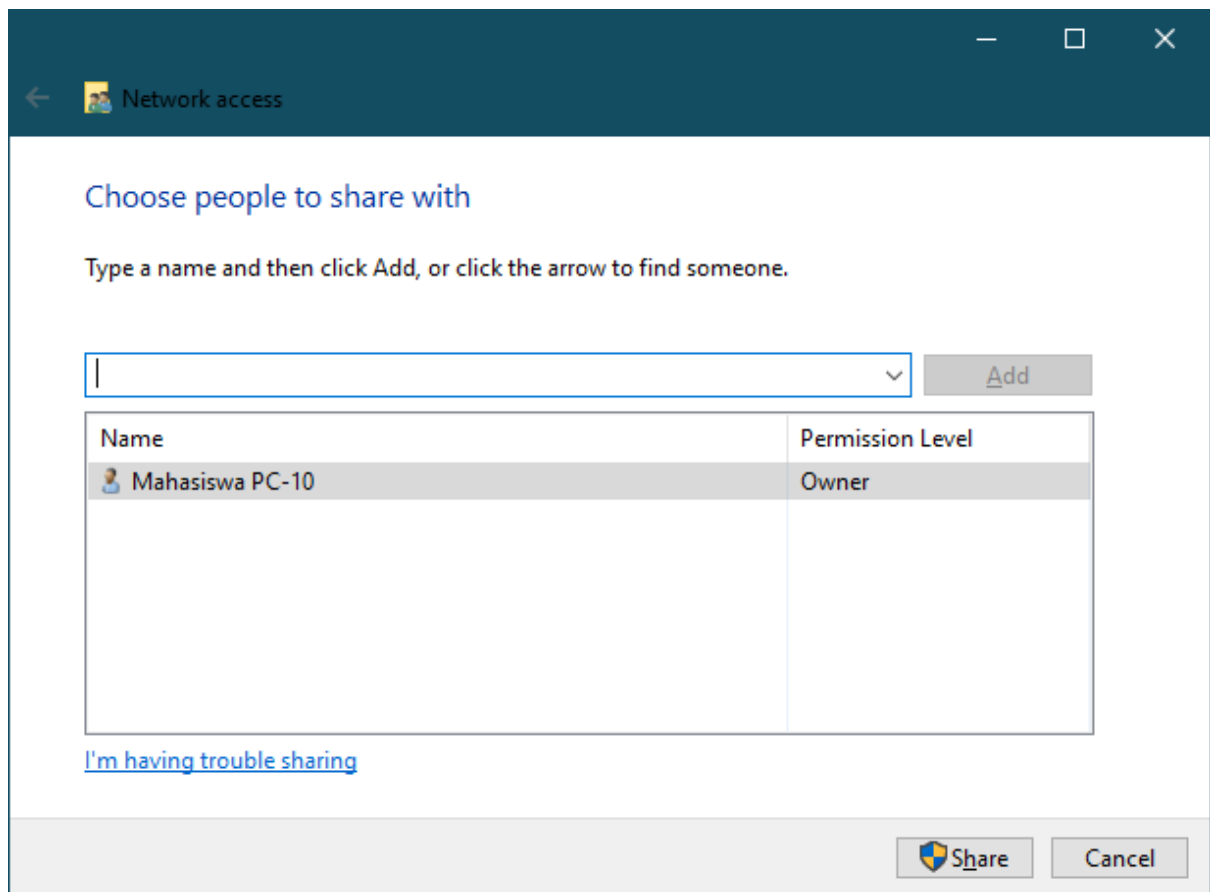 Network access
Choose people to share with
Type a name and then click Add, or click the arrow to find someone.
Add
Name Permission Level
Mahasiswa PC-10 Owner
I'm having trouble sharing
Share Cancel